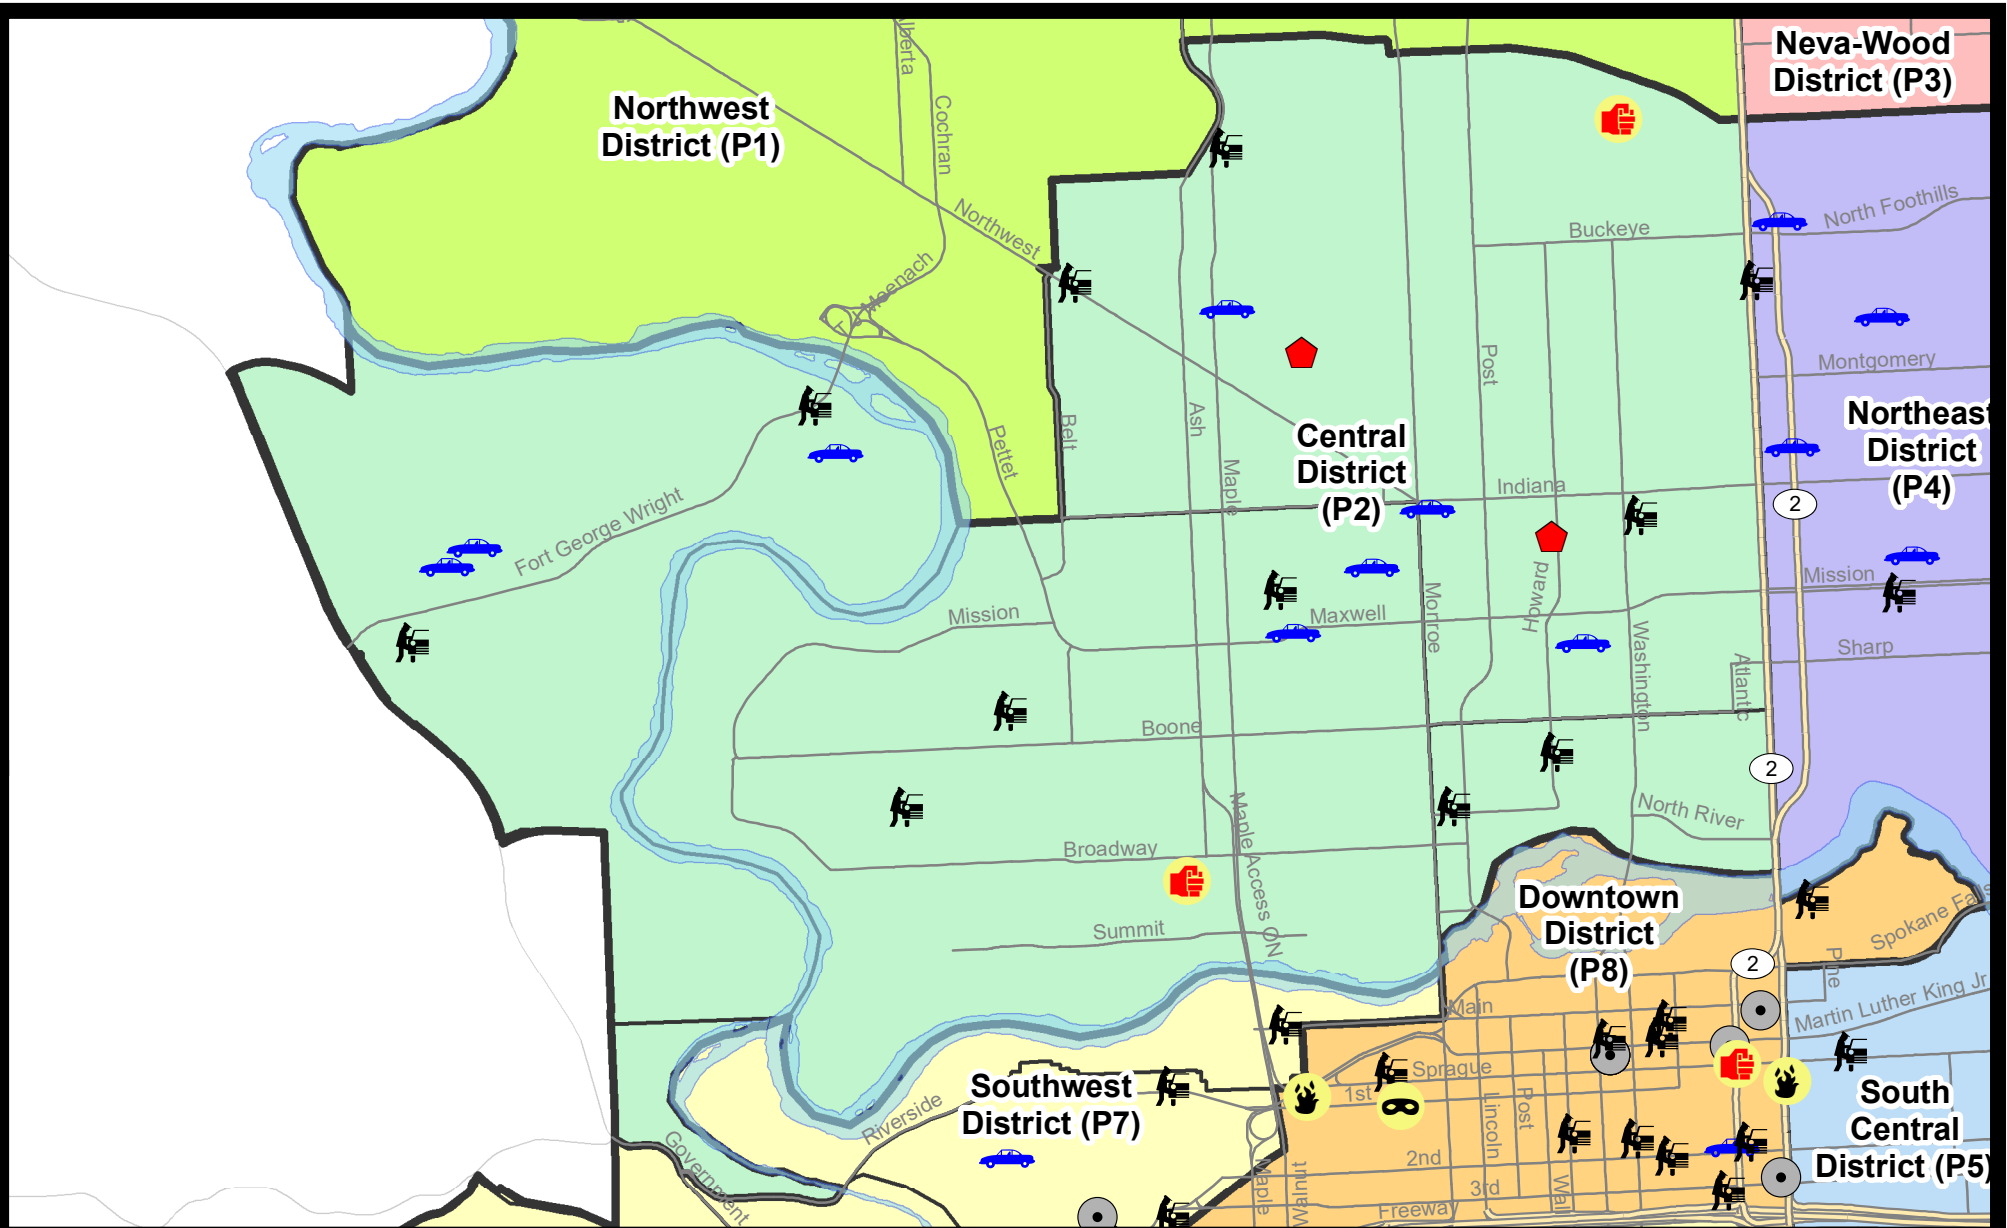 Neva-Wood
District (P3)
Northwest
District (P1)
Cochran
North Foothills
Northwest
Buckeye
Meenach
Post
Montgomery
Northeast
District
(P4)
Ash
Belt
Central
District
(P2)
Pettet
Maple
Indiana
2
Fort George Wright
Howard
Mission
Mission
Maxwell
Monroe
Washington
Sharp
Atlantic
Boone
2
Maple Access ON
North River
Broadway
Downtown
District
(P8)
Summit
Spokane Fa
2
Pine
Main
Martin Luther King Jr
Southwest
District (P7)
Sprague
1st
Lincoln
Post
Riverside
South
Central
District (P5)
Government
2nd
Maple
Walnut
3rd
Wall
Freeway